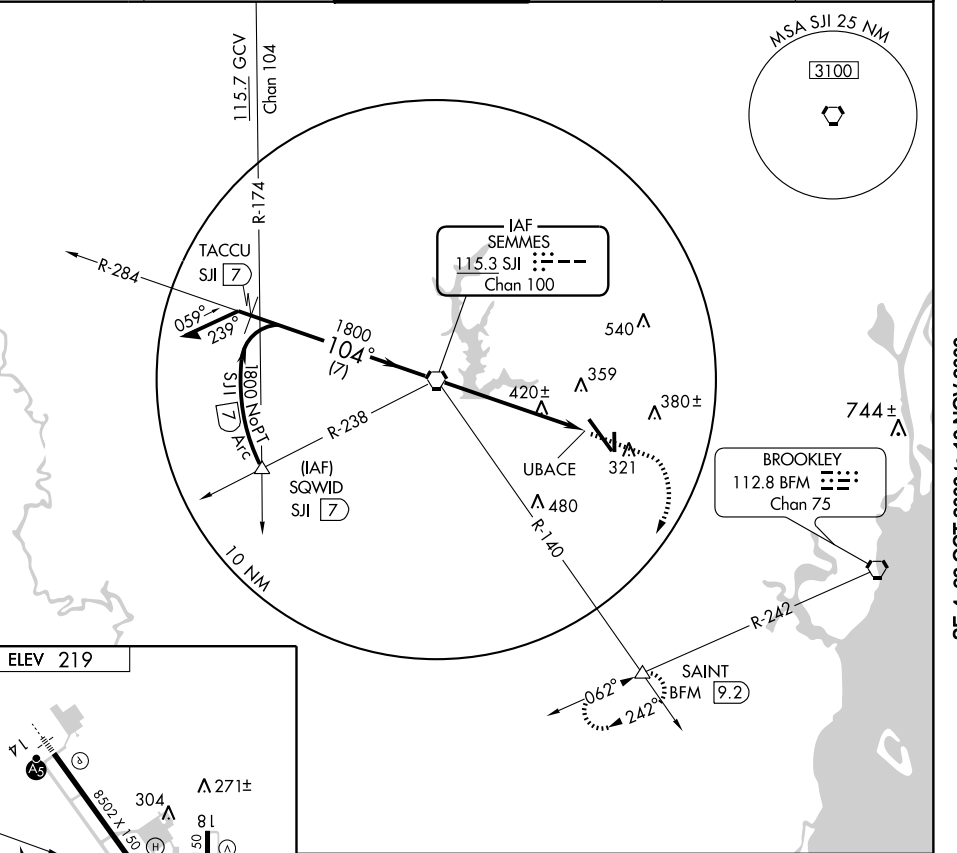 115.7 GCV
Chan 104
R-174
MSA SJI 25 NM
3100
IAF
SEMMES
115.3 SJI
Chan 100
TACCU
SJI 7
R-284
059°
239°
1800
104°
(7)
1800 NoPT
SJI 7 Arc
R-238
(IAF)
SQWID
SJI 7
10 NM
540
359
420±
380±
UBACE
321
480
R-140
744±
BROOKLEY
112.8 BFM
Chan 75
R-242
SAINT
BFM 9.2
062°
242°
ELEV 219
14
P
A5
8502 X 150
304
271±
18
50
H
V